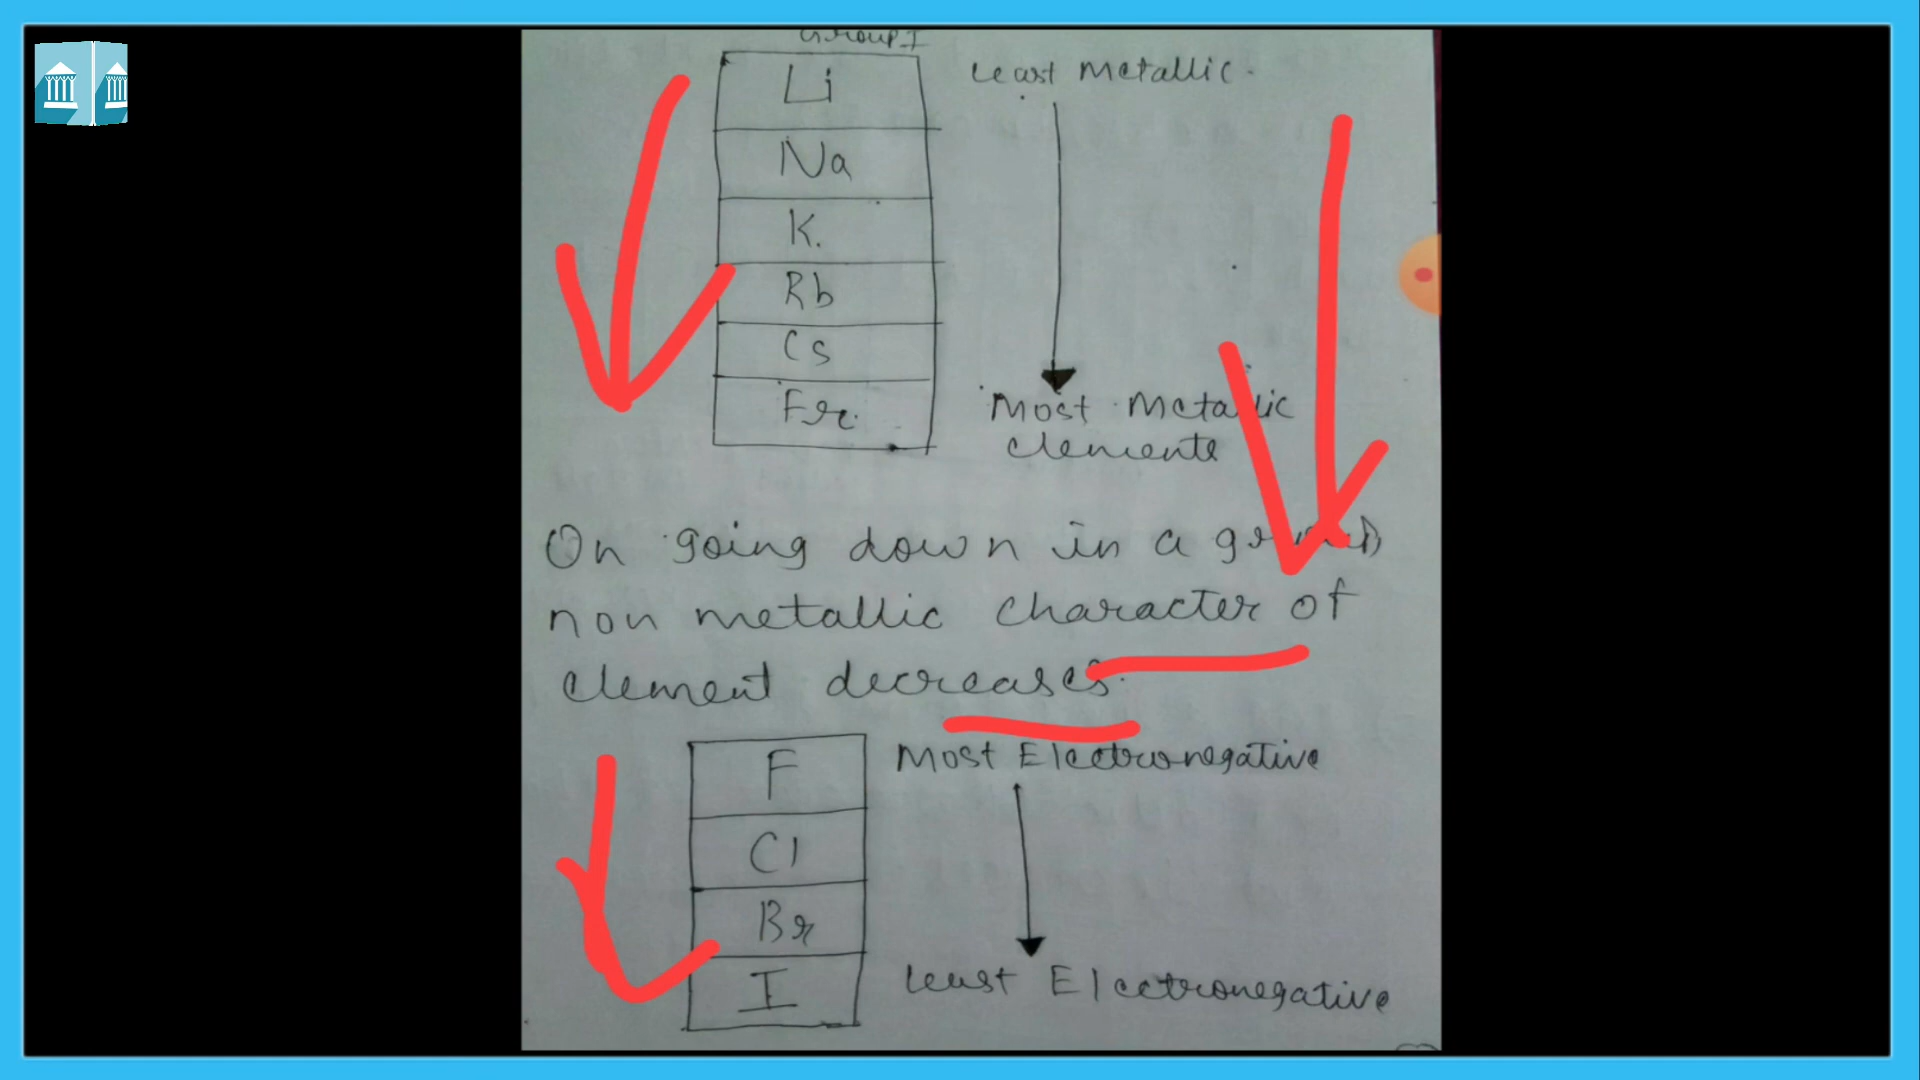 Group I
Li
Least Metallic.
Na
K.
Rb
Cs
Fr.
Most Metallic
elements
On going down in a group
non metallic character of
element decreases.
F
Most Electronegative
Cl
Br
I
Least Electronegative